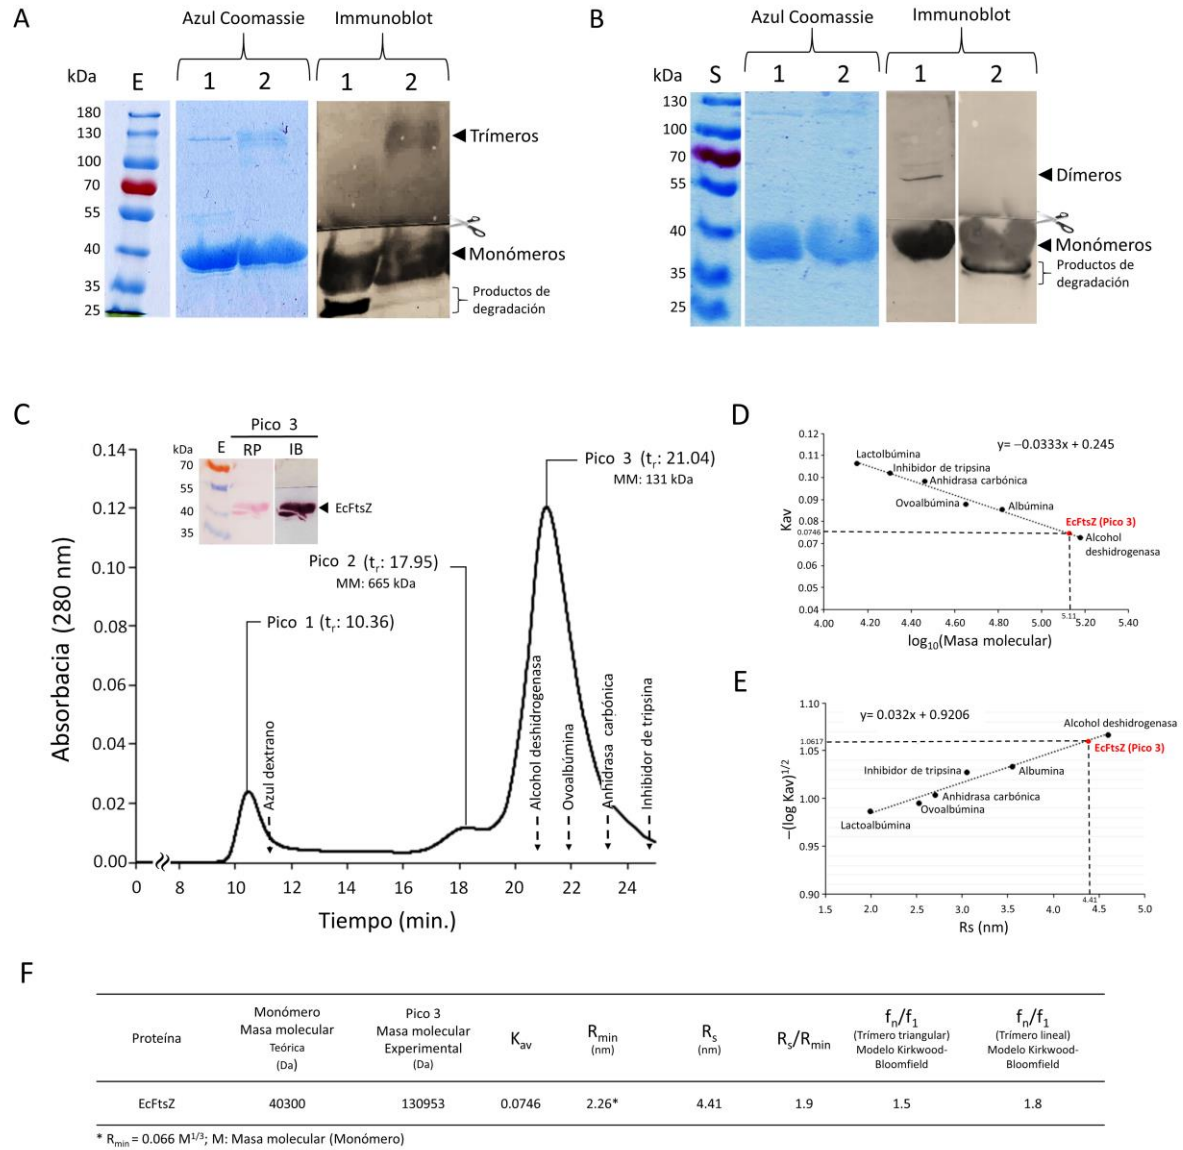 A
Azul Coomassie
Immunoblot
kDa
E
1
2
1
2
180
130
100
70
55
40
35
25
Trímeros
Monómeros
Productos de
degradación
B
Azul Coomassie
Immunoblot
kDa
S
1
2
1
2
130
100
70
55
40
35
25
Dímeros
Monómeros
Productos de
degradación
C
Absorbacia (280 nm)
0.14
0.12
0.10
0.08
0.06
0.04
0.02
0.00
0
8
10
12
14
16
18
20
22
24
Tiempo (min.)
Pico 3
kDa
E
RP
IB
70
55
40
35
EcFtsZ
Pico 1 (tr: 10.36)
Pico 2 (tr: 17.95)
MM: 665 kDa
Pico 3 (tr: 21.04)
MM: 131 kDa
Azul dextrano
Alcohol deshidrogenasa
Ovoalbúmina
Anhidrasa carbónica
Inhibidor de tripsina
D
Kav
0.12
0.11
0.10
0.09
0.08
0.0746
0.07
0.06
0.05
0.04
4.00
4.20
4.40
4.60
4.80
5.00
5.11
5.20
5.40
log10(Masa molecular)
y= −0.0333x + 0.245
Lactolbúmina
Inhibidor de tripsina
Anhidrasa carbónica
Ovoalbúmina
Albúmina
EcFtsZ (Pico 3)
Alcohol
deshidrogenasa
E
−(log Kav)1/2
1.10
1.0617
1.05
1.00
0.95
0.90
1.5
2.0
2.5
3.0
3.5
4.0
4.41
4.5
5.0
Rs (nm)
y= 0.032x + 0.9206
Alcohol deshidrogenasa
EcFtsZ (Pico 3)
Inhibidor de tripsina
Albumina
Anhidrasa carbónica
Ovoalbúmina
Lactoalbúmina
F
Proteína
Monómero
Masa molecular
Teórica
(Da)
Pico 3
Masa molecular
Experimental
(Da)
Kav
Rmin
(nm)
Rs
(nm)
Rs/Rmin
fn/f1
(Trímero triangular)
Modelo Kirkwood-
Bloomfield
fn/f1
(Trímero lineal)
Modelo Kirkwood-
Bloomfield
EcFtsZ
40300
130953
0.0746
2.26*
4.41
1.9
1.5
1.8
* Rmin = 0.066 M1/3; M: Masa molecular (Monómero)